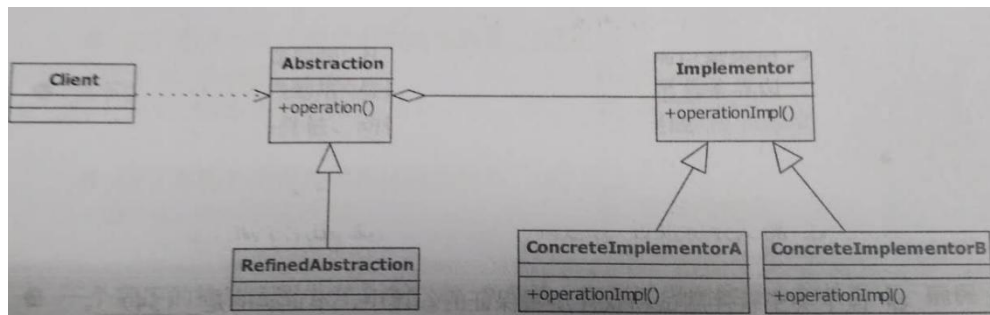 Client
Abstraction
+operation()
Implementor
+operationImpl()
RefinedAbstraction
ConcreteImplementorA
+operationImpl()
ConcreteImplementorB
+operationImpl()